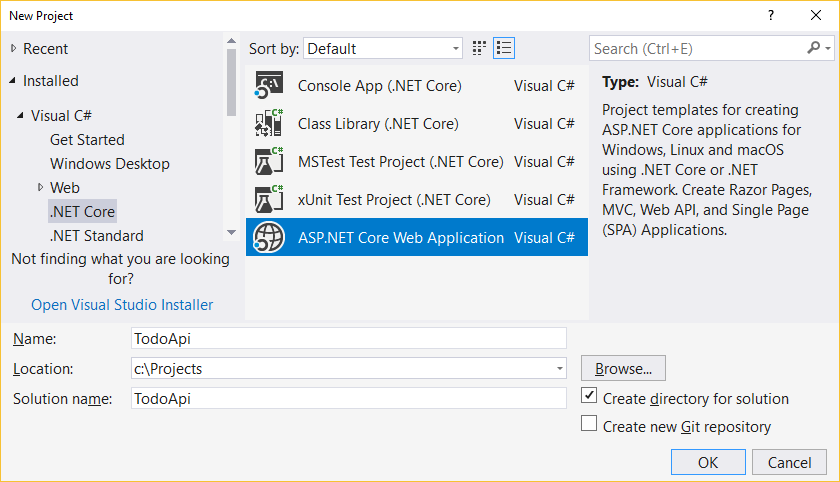 New Project
?
Recent
Installed
Visual C#
Get Started
Windows Desktop
Web
.NET Core
.NET Standard
Not finding what you are looking
for?
Open Visual Studio Installer
Sort by: Default
Console App (.NET Core) Visual C#
Class Library (.NET Core) Visual C#
MSTest Test Project (.NET Core) Visual C#
xUnit Test Project (.NET Core) Visual C#
ASP.NET Core Web Application Visual C#
Search (Ctrl+E)
Type: Visual C#
Project templates for creating
ASP.NET Core applications for
Windows, Linux and macOS
using .NET Core or .NET
Framework. Create Razor Pages,
MVC, Web API, and Single Page
(SPA) Applications.
Name: TodoApi
Location: c:\Projects Browse...
Solution name: TodoApi
Create directory for solution
Create new Git repository
OK Cancel